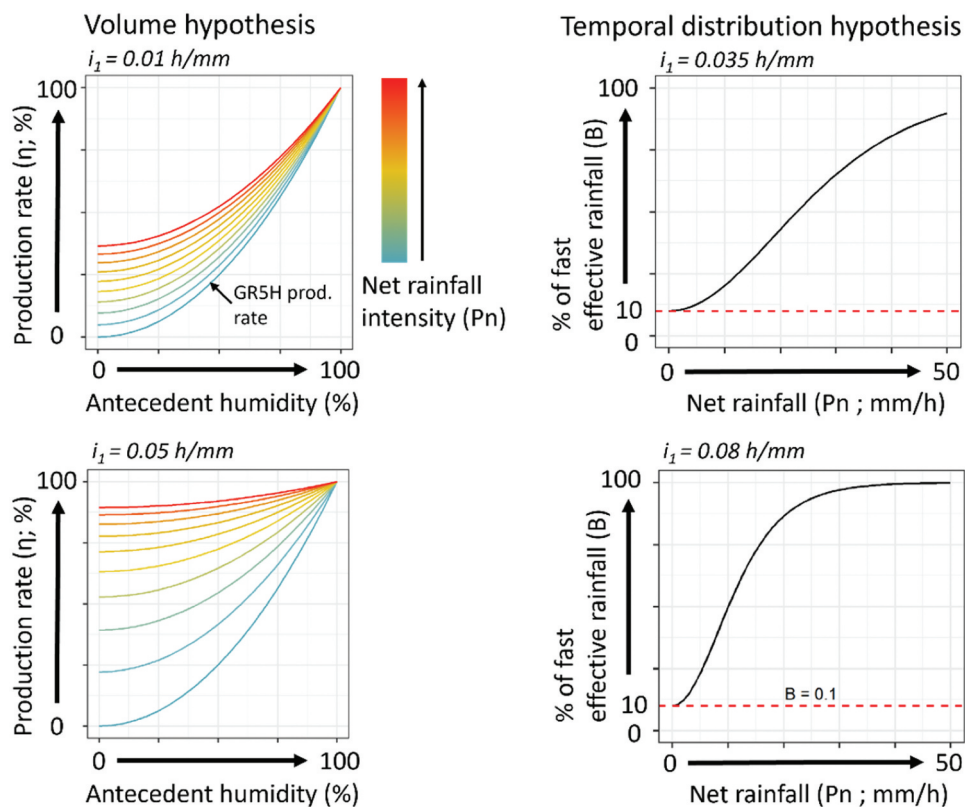 Volume hypothesis
i1 = 0.01 h/mm
100
Production rate (η; %)
0
GR5H prod.
rate
0
100
Antecedent humidity (%)
Net rainfall
intensity (Pn)
Temporal distribution hypothesis
i1 = 0.035 h/mm
100
% of fast
effective rainfall (B)
10
0
0
50
Net rainfall (Pn ; mm/h)
i1 = 0.05 h/mm
100
Production rate (η; %)
0
0
100
Antecedent humidity (%)
i1 = 0.08 h/mm
100
% of fast
effective rainfall (B)
B = 0.1
10
0
0
50
Net rainfall (Pn ; mm/h)